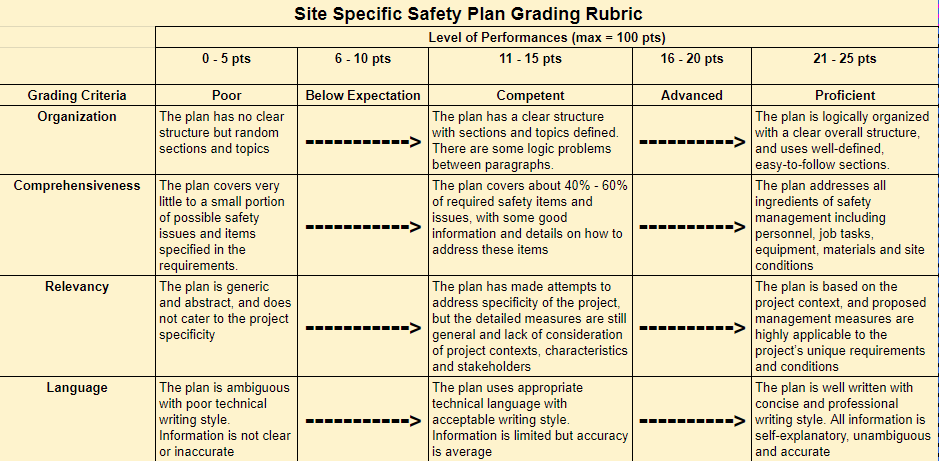 Site Specific Safety Plan Grading Rubric
Level of Performances (max = 100 pts)
0 - 5 pts
6 - 10 pts
11 - 15 pts
16 - 20 pts
21 - 25 pts
Grading Criteria
Poor
Below Expectation
Competent
Advanced
Proficient
Organization
The plan has no clear
structure but random
sections and topics
----------->
The plan has a clear structure
with sections and topics defined.
There are some logic problems
between paragraphs.
----------->
The plan is logically organized
with a clear overall structure,
and uses well-defined,
easy-to-follow sections.
Comprehensiveness
The plan covers very
little to a small portion
of possible safety
issues and items
specified in the
requirements.
----------->
The plan covers about 40% - 60%
of required safety items and
issues, with some good
information and details on how to
address these items
----------->
The plan addresses all
ingredients of safety
management including
personnel, job tasks,
equipment, materials and site
conditions
Relevancy
The plan is generic
and abstract, and does
not cater to the project
specificity
----------->
The plan has made attempts to
address specificity of the project,
but the detailed measures are still
general and lack of consideration
of project contexts, characteristics
and stakeholders
----------->
The plan is based on the
project context, and proposed
management measures are
highly applicable to the
project's unique requirements
and conditions
Language
The plan is ambiguous
with poor technical
writing style.
Information is not clear
or inaccurate
----------->
The plan uses appropriate
technical language with
acceptable writing style.
Information is limited but accuracy
is average
----------->
The plan is well written with
concise and professional
writing style. All information is
self-explanatory, unambiguous
and accurate